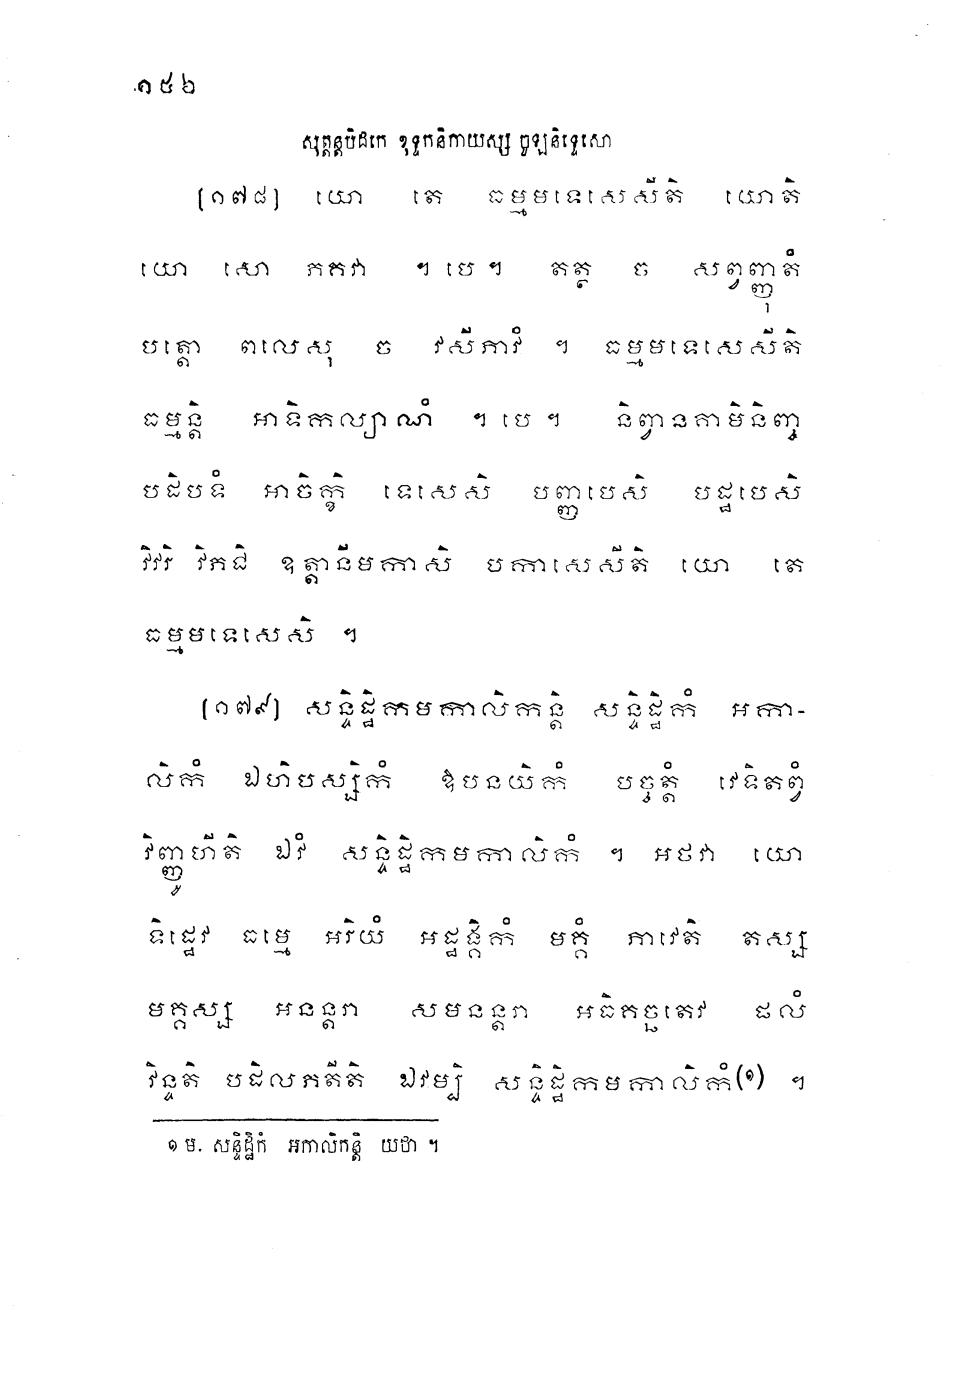 ១៥៦
សុត្តន្តបិដកេ ខុទ្ទកនិកាយស្ស ចូឡនិទ្ទេសោ
[១៧៨] យោ តេ ធម្មមទេសេសីតិ យោតិ
យោ សោ ភគវា ។ បេ ។ តត្ថ ច សព្វញ្ញុតំ
បត្តោ ពលេសុ ច វសីភាវំ ។ ធម្មមទេសេសីតិ
ធម្មន្តិ អាទិកល្យាណំ ។ បេ ។ និព្វានគាមិនិញ្ច
បដិបទំ អាចិក្ខិ ទេសេសិ បញ្ញបេសិ បដ្ឋបេសិ
វិវរិ វិភជិ ឧត្តានីមកាសិ បកាសេសីតិ យោ តេ
ធម្មមទេសេសិ ។
[១៧៩] សន្ទិដ្ឋិកមកាលិកន្តិ សន្ទិដ្ឋិកំ អកា-
លិកំ ឯហិបស្សិកំ ឱបនយិកំ បច្ចត្តំ វេទិតព្វំ
វិញ្ញូហីតិ ឯវំ សន្ទិដ្ឋិកមកាលិកំ ។ អថវា យោ
ទិដ្ឋេវ ធម្មេ អរិយំ អដ្ឋង្គិកំ មគ្គំ ភាវេតិ តស្ស
មគ្គស្ស អនន្តរា សមនន្តរា អធិគច្ឆតេវ ផលំ
វិន្ទតិ បដិលភតីតិ ឯវម្បិ សន្ទិដ្ឋិកមកាលិកំ(១) ។
១ ម. សន្ទិដ្ឋិកំ អកាលិកន្តិ យថា ។